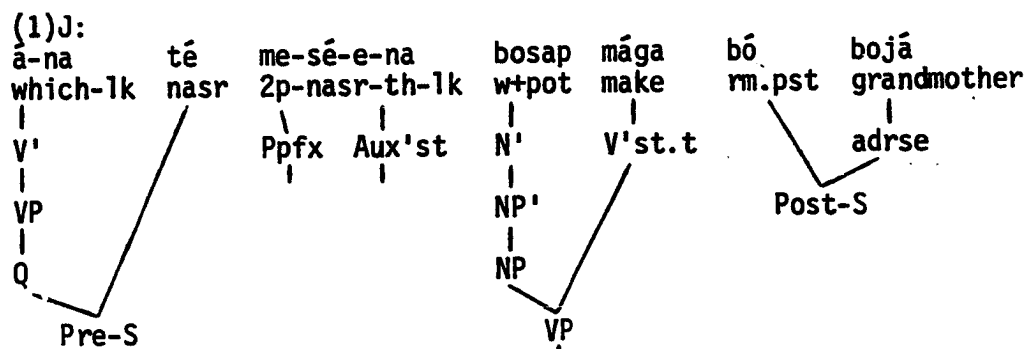 (1)J:
á-na té me-sé-e-na bosap mága bó bojá
which-lk nasr 2p-nasr-th-lk w+pot make rm.pst grandmother
V' Ppfx Aux'st N' V'st.t adrse
VP NP' Post-S
Q NP
Pre-S VP